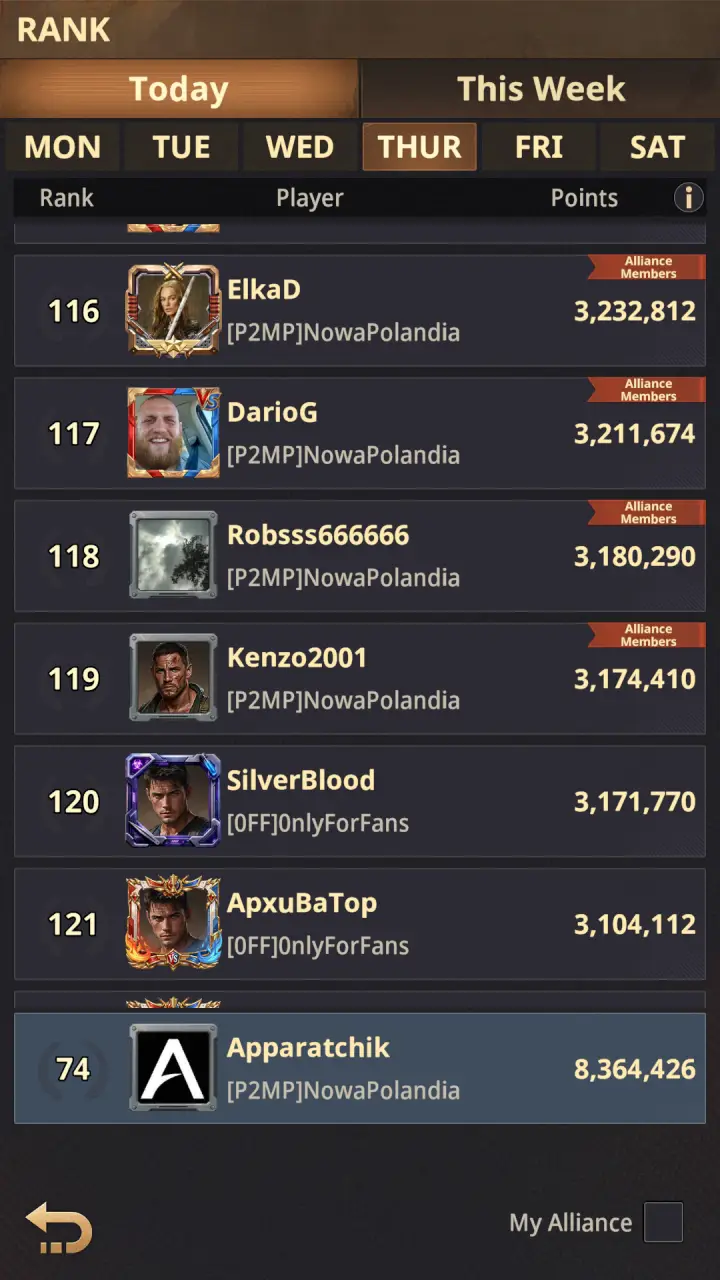 RANK
Today
This Week
MON
TUE
WED
THUR
FRI
SAT
Rank
Player
Points
116
ElkaD
[P2MP]NowaPolandia
Alliance
Members
3,232,812
117
VS
DarioG
[P2MP]NowaPolandia
Alliance
Members
3,211,674
118
Robsss666666
[P2MP]NowaPolandia
Alliance
Members
3,180,290
119
Kenzo2001
[P2MP]NowaPolandia
Alliance
Members
3,174,410
120
SilverBlood
[0FF]0nlyForFans
3,171,770
121
VS
ApxuBaTop
[0FF]0nlyForFans
3,104,112
74
A
Apparatchik
[P2MP]NowaPolandia
8,364,426
My Alliance